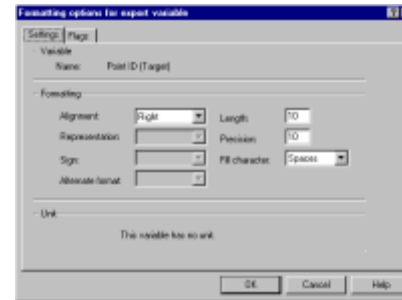 Formatting options for export variable
Settings Flags
Variable
Name: Point ID (Target)
Formatting
Alignment: Right Length: 10
Representation: Precision: 10
Sign: Fill character: Spaces
Alternate format:
Unit
This variable has no unit.
OK Cancel Help